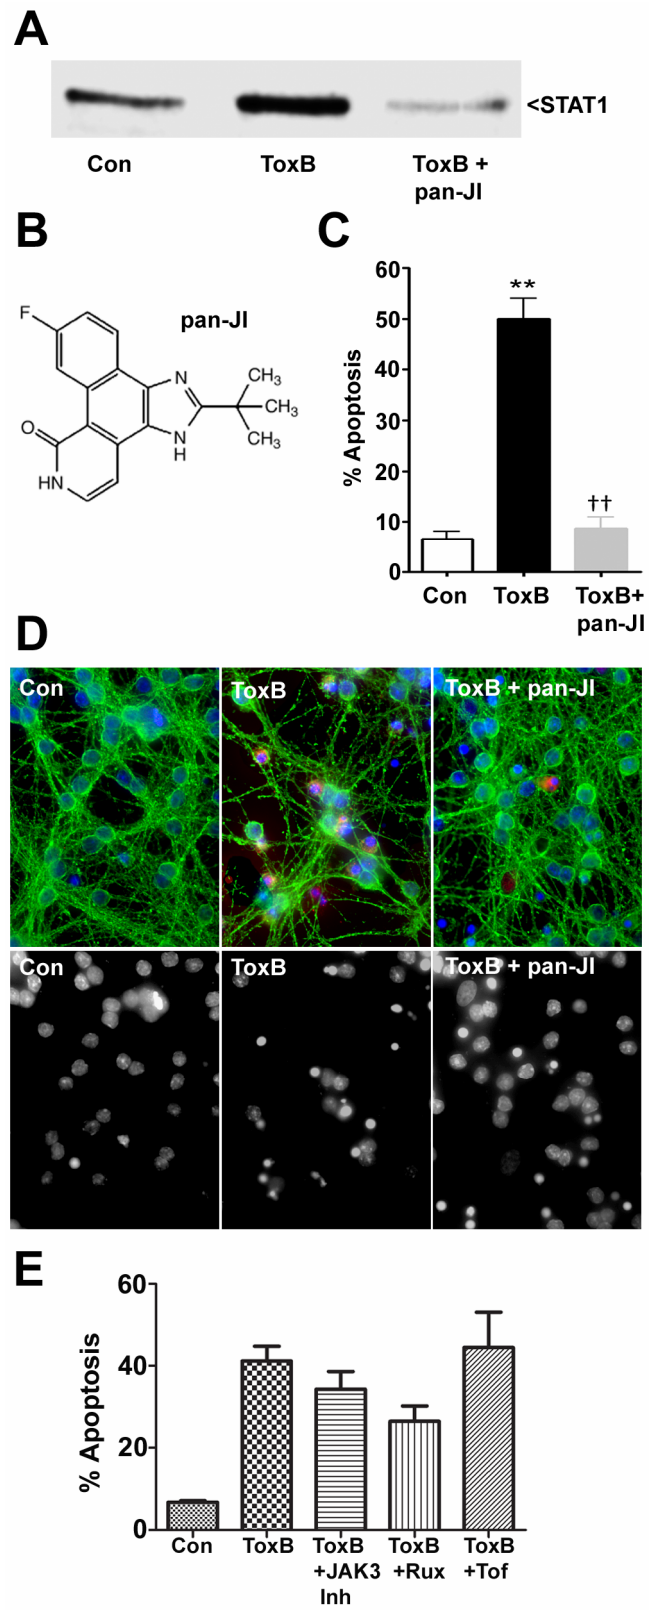 A
<STAT1
Con ToxB ToxB +
pan-JI
B
pan-JI
F
N
CH3
CH3
CH3
N
H
O
HN
C
% Apoptosis
60
50
40
30
20
10
0
**
††
Con ToxB ToxB+
pan-JI
D
Con ToxB ToxB + pan-JI
Con ToxB ToxB + pan-JI
E
% Apoptosis
60
40
20
0
Con ToxB ToxB ToxB ToxB
+JAK3 +Rux +Tof
Inh